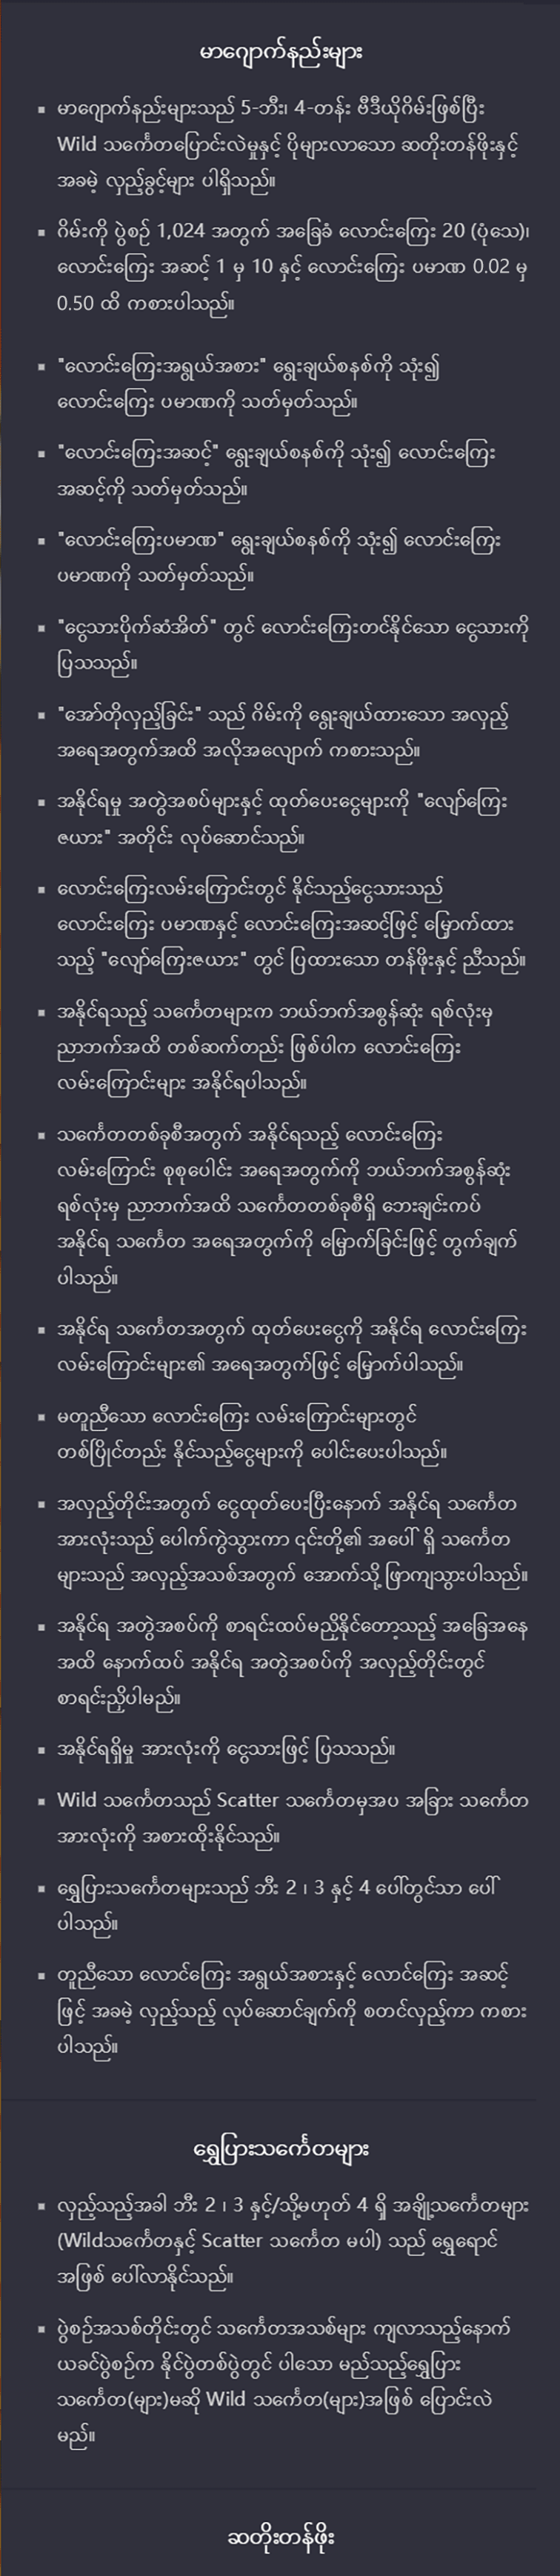 မာဂျောက်နည်းများ
▪ မာဂျောက်နည်းများသည် 5-ဘီး၊ 4-တန်း ဗီဒီယိုဂိမ်းဖြစ်ပြီး
Wild သင်္ကေတပြောင်းလဲမှုနှင့် ပိုများလာသော ဆတိုးတန်ဖိုးနှင့်
အခမဲ့ လှည့်ခွင့်များ ပါရှိသည်။
▪ ဂိမ်းကို ပွဲစဉ် 1,024 အတွက် အခြေခံ လောင်းကြေး 20 (ပုံသေ)၊
လောင်းကြေး အဆင့် 1 မှ 10 နှင့် လောင်းကြေး ပမာဏ 0.02 မှ
0.50 ထိ ကစားပါသည်။
▪ "လောင်းကြေးအရွယ်အစား" ရွေးချယ်စနစ်ကို သုံး၍
လောင်းကြေး ပမာဏကို သတ်မှတ်သည်။
▪ "လောင်းကြေးအဆင့်" ရွေးချယ်စနစ်ကို သုံး၍ လောင်းကြေး
အဆင့်ကို သတ်မှတ်သည်။
▪ "လောင်းကြေးပမာဏ" ရွေးချယ်စနစ်ကို သုံး၍ လောင်းကြေး
ပမာဏကို သတ်မှတ်သည်။
▪ "ငွေသားပိုက်ဆံအိတ်" တွင် လောင်းကြေးတင်နိုင်သော ငွေသားကို
ပြသသည်။
▪ "အော်တိုလှည့်ခြင်း" သည် ဂိမ်းကို ရွေးချယ်ထားသော အလှည့်
အရေအတွက်အထိ အလိုအလျောက် ကစားသည်။
▪ အနိုင်ရမှု အတွဲအစပ်များနှင့် ထုတ်ပေးငွေများကို "လျော်ကြေး
ဇယား" အတိုင်း လုပ်ဆောင်သည်။
▪ လောင်းကြေးလမ်းကြောင်းတွင် နိုင်သည့်ငွေသားသည်
လောင်းကြေး ပမာဏနှင့် လောင်းကြေးအဆင့်ဖြင့် မြှောက်ထား
သည့် "လျော်ကြေးဇယား" တွင် ပြထားသော တန်ဖိုးနှင့် ညီသည်။
▪ အနိုင်ရသည့် သင်္ကေတများက ဘယ်ဘက်အစွန်ဆုံး ရစ်လုံးမှ
ညာဘက်အထိ တစ်ဆက်တည်း ဖြစ်ပါက လောင်းကြေး
လမ်းကြောင်းများ အနိုင်ရပါသည်။
▪ သင်္ကေတတစ်ခုစီအတွက် အနိုင်ရသည့် လောင်းကြေး
လမ်းကြောင်း စုစုပေါင်း အရေအတွက်ကို ဘယ်ဘက်အစွန်ဆုံး
ရစ်လုံးမှ ညာဘက်အထိ သင်္ကေတတစ်ခုစီရှိ ဘေးချင်းကပ်
အနိုင်ရ သင်္ကေတ အရေအတွက်ကို မြှောက်ခြင်းဖြင့် တွက်ချက်
ပါသည်။
▪ အနိုင်ရ သင်္ကေတအတွက် ထုတ်ပေးငွေကို အနိုင်ရ လောင်းကြေး
လမ်းကြောင်းများ၏ အရေအတွက်ဖြင့် မြှောက်ပါသည်။
▪ မတူညီသော လောင်းကြေး လမ်းကြောင်းများတွင်
တစ်ပြိုင်တည်း နိုင်သည့်ငွေများကို ပေါင်းပေးပါသည်။
▪ အလှည့်တိုင်းအတွက် ငွေထုတ်ပေးပြီးနောက် အနိုင်ရ သင်္ကေတ
အားလုံးသည် ပေါက်ကွဲသွားကာ ၎င်းတို့၏ အပေါ် ရှိ သင်္ကေတ
များသည် အလှည့်အသစ်အတွက် အောက်သို့ ဖြာကျသွားပါသည်။
▪ အနိုင်ရ အတွဲအစပ်ကို စာရင်းထပ်မညှိနိုင်တော့သည့် အခြေအနေ
အထိ နောက်ထပ် အနိုင်ရ အတွဲအစပ်ကို အလှည့်တိုင်းတွင်
စာရင်းညှိပါမည်။
▪ အနိုင်ရရှိမှု အားလုံးကို ငွေသားဖြင့် ပြသသည်။
▪ Wild သင်္ကေတသည် Scatter သင်္ကေတမှအပ အခြား သင်္ကေတ
အားလုံးကို အစားထိုးနိုင်သည်။
▪ ရွှေပြားသင်္ကေတများသည် ဘီး 2 ၊ 3 နှင့် 4 ပေါ်တွင်သာ ပေါ်
ပါသည်။
▪ တူညီသော လောင်ကြေး အရွယ်အစားနှင့် လောင်ကြေး အဆင့်
ဖြင့် အခမဲ့ လှည့်သည့် လုပ်ဆောင်ချက်ကို စတင်လှည့်ကာ ကစား
ပါသည်။
ရွှေပြားသင်္ကေတများ
▪ လှည့်သည့်အခါ ဘီး 2 ၊ 3 နှင့်/သို့မဟုတ် 4 ရှိ အချို့သင်္ကေတများ
(Wildသင်္ကေတနှင့် Scatter သင်္ကေတ မပါ) သည် ရွှေရောင်
အဖြစ် ပေါ်လာနိုင်သည်။
▪ ပွဲစဉ်အသစ်တိုင်းတွင် သင်္ကေတအသစ်များ ကျလာသည့်နောက်
ယခင်ပွဲစဉ်က နိုင်ပွဲတစ်ပွဲတွင် ပါသော မည်သည့်ရွှေပြား
သင်္ကေတ(များ)မဆို Wild သင်္ကေတ(များ)အဖြစ် ပြောင်းလဲ
မည်။
ဆတိုးတန်ဖိုး